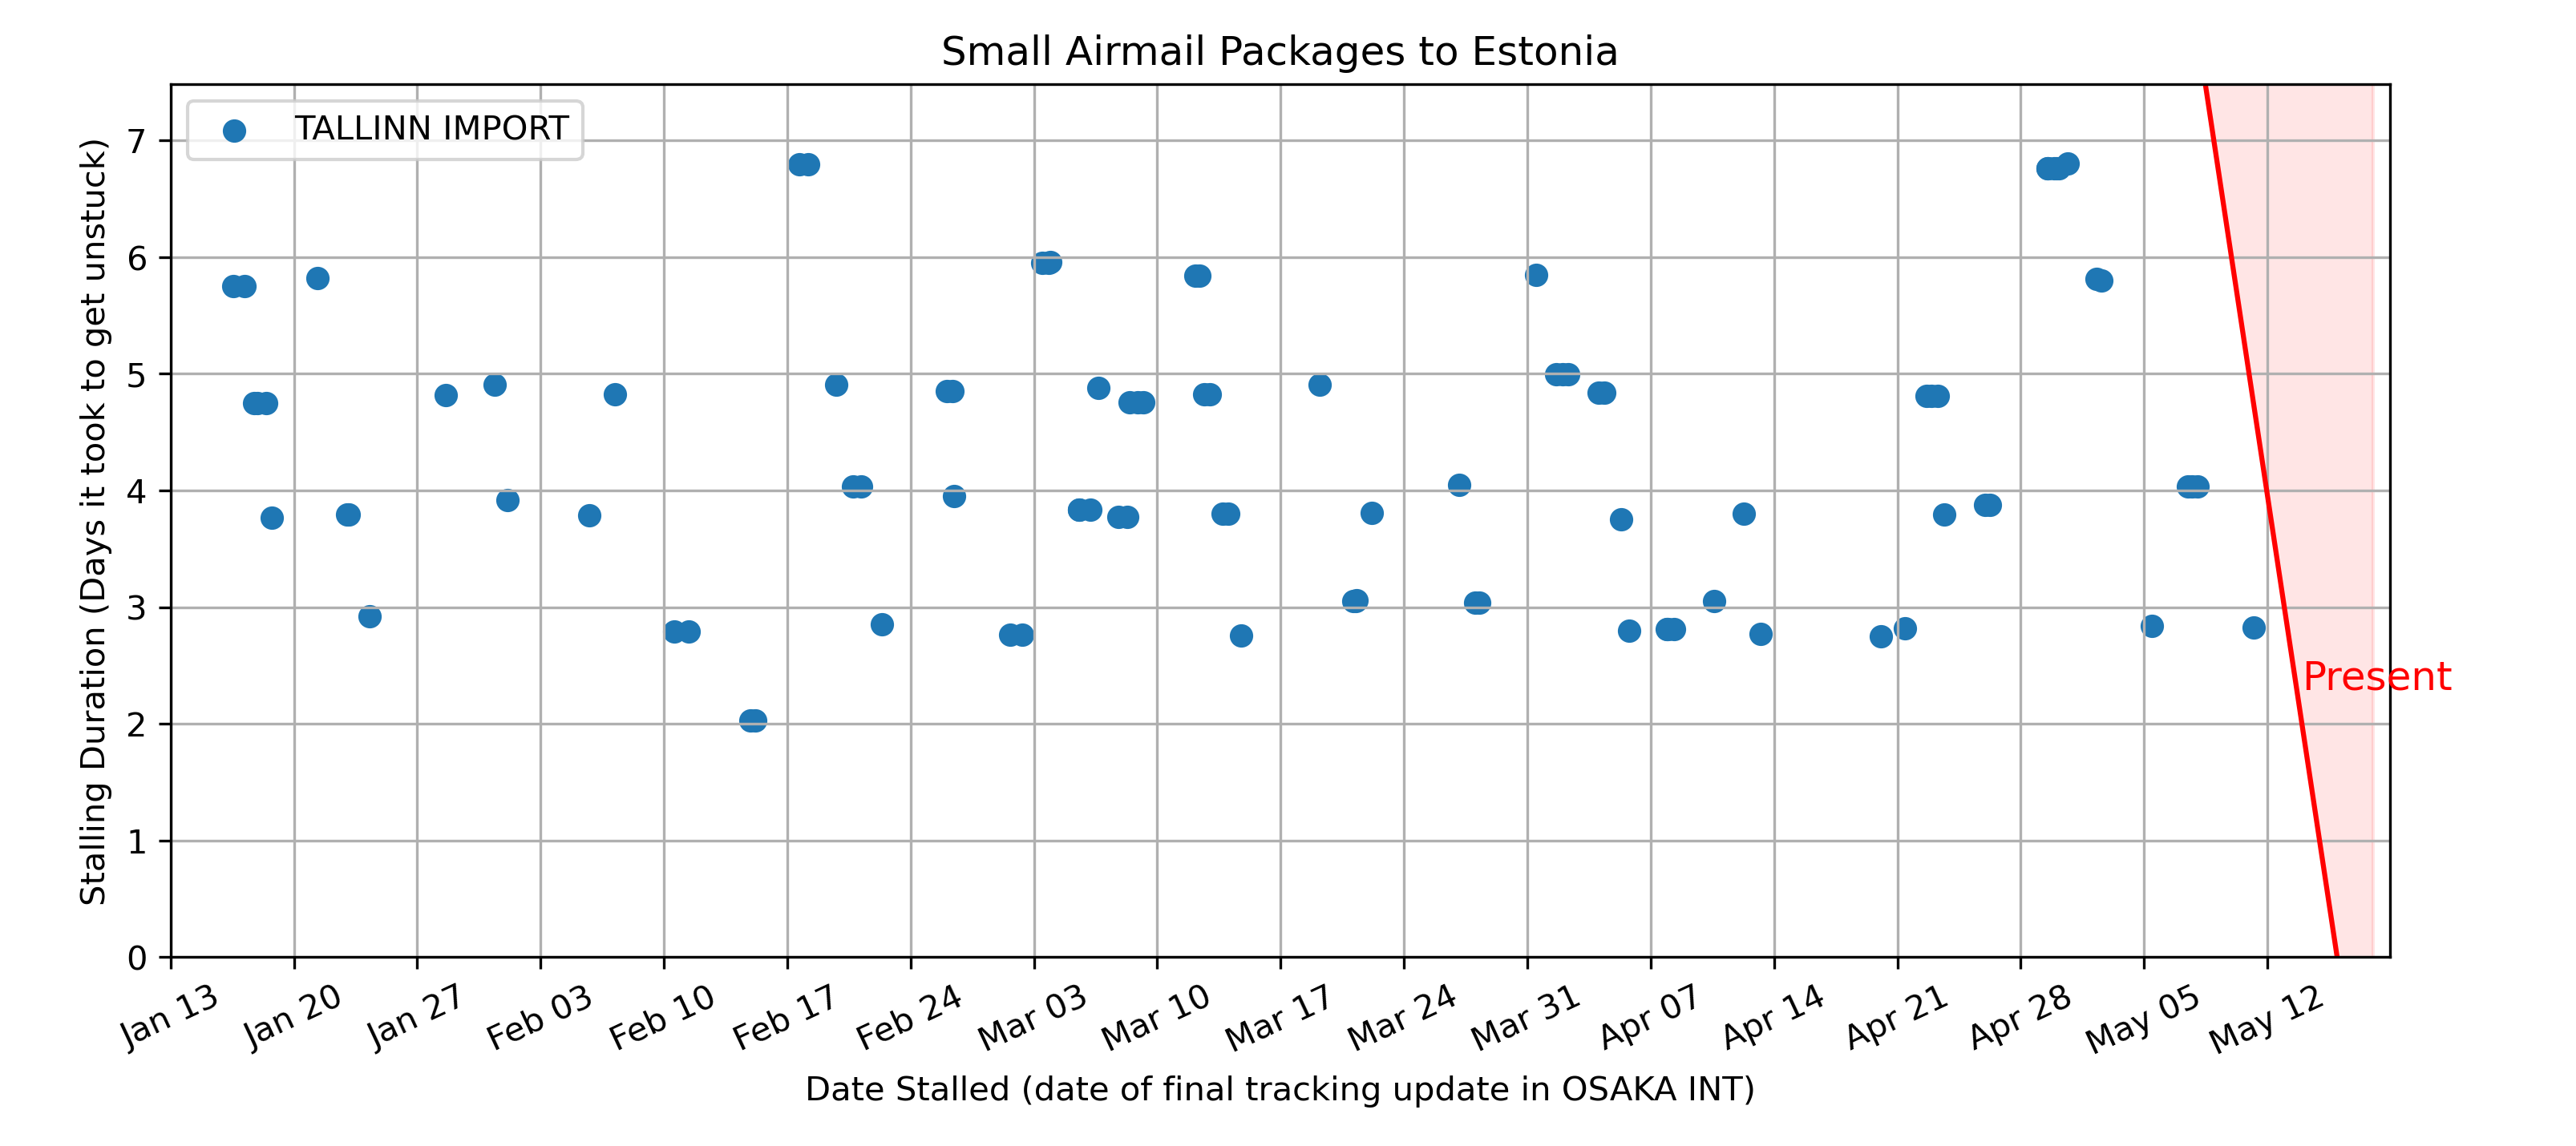 Small Airmail Packages to Estonia
TALLINN IMPORT
Stalling Duration (Days it took to get unstuck)
7
6
5
4
3
2
1
0
Present
Jan 13 Jan 20 Jan 27 Feb 03 Feb 10 Feb 17 Feb 24 Mar 03 Mar 10 Mar 17 Mar 24 Mar 31 Apr 07 Apr 14 Apr 21 Apr 28 May 05 May 12
Date Stalled (date of final tracking update in OSAKA INT)